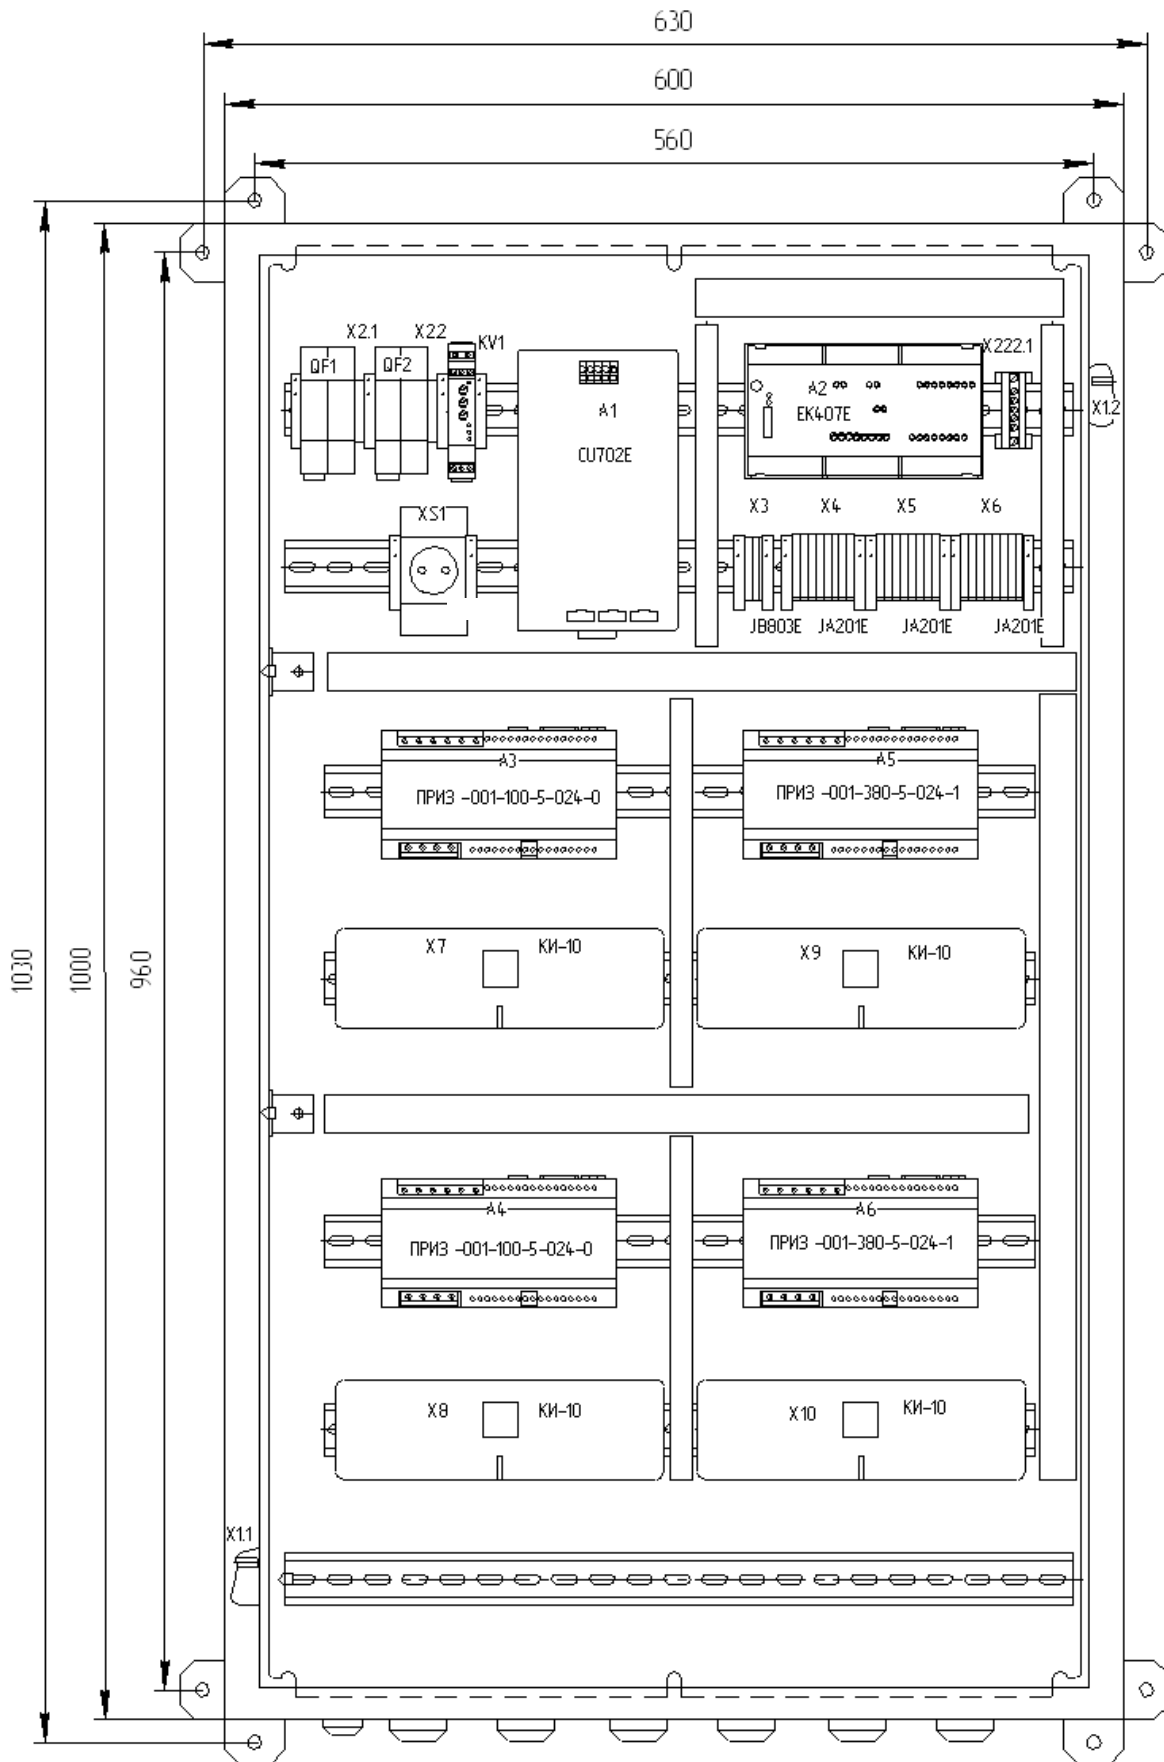 630
600
560
X2.1
X22
KV1
X222.1
QF1
QF2
A1
A2
EK407E
X1.2
CU702E
XS1
X3
X4
X5
X6
JB803E
JA201E
JA201E
JA201E
A3
A5
ПРИЗ -001-100-5-024-0
ПРИЗ -001-380-5-024-1
X7
КИ-10
X9
КИ-10
1030
1000
960
A4
A6
ПРИЗ -001-100-5-024-0
ПРИЗ -001-380-5-024-1
X8
КИ-10
X10
КИ-10
X1.1